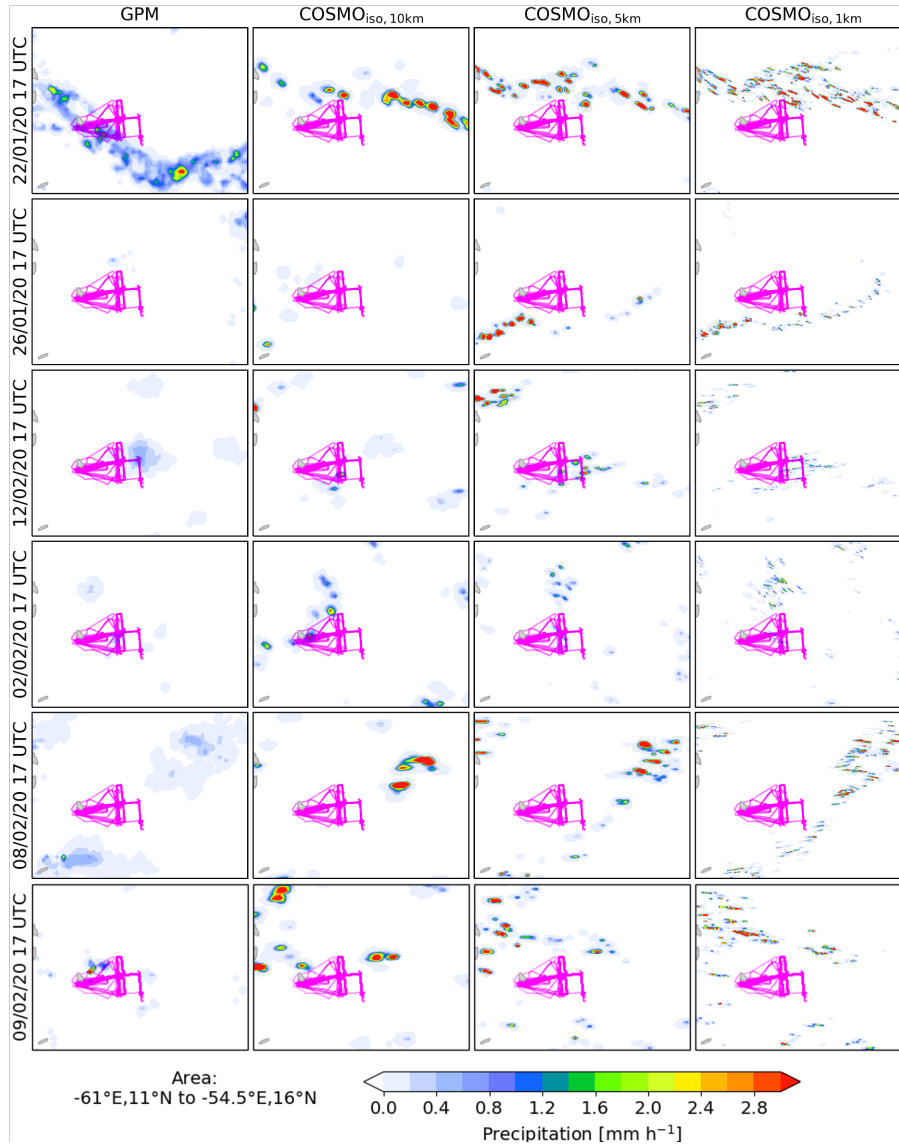 GPM COSMOiso, 10km COSMOiso, 5km COSMOiso, 1km
22/01/20 17 UTC
26/01/20 17 UTC
12/02/20 17 UTC
02/02/20 17 UTC
08/02/20 17 UTC
09/02/20 17 UTC
Area:
-61°E,11°N to -54.5°E,16°N
0.0 0.4 0.8 1.2 1.6 2.0 2.4 2.8
Precipitation [mm h⁻¹]